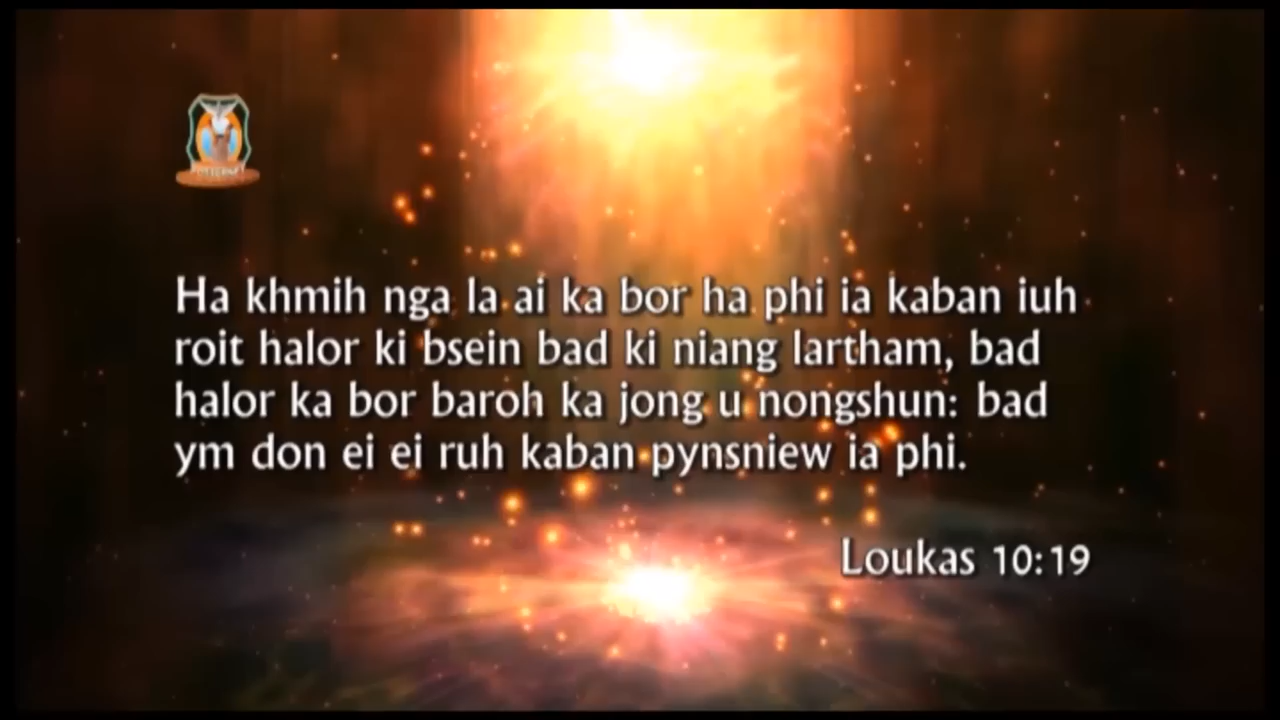 Ha khmih nga la ai ka bor ha phi ia kaban iuh
roit halor ki bsein bad ki niang lartham, bad
halor ka bor baroh ka jong u nongshun: bad
ym don ei ei ruh kaban pynsniew ia phi.
Loukas 10:19